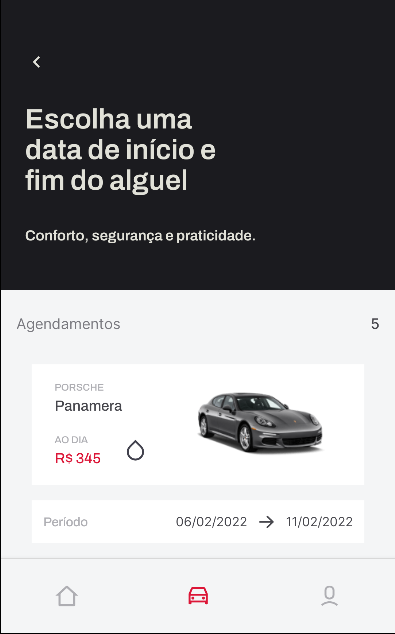 Escolha uma
data de início e
fim do alguel
Conforto, segurança e praticidade.
Agendamentos 5
PORSCHE
Panamera
AO DIA
R$ 345
Período 06/02/2022 11/02/2022